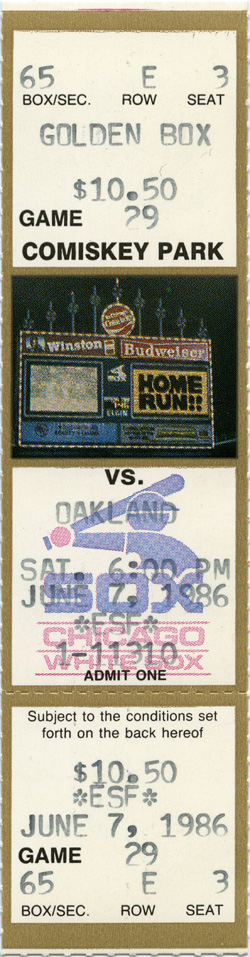 65 E 3
BOX/SEC. ROW SEAT
GOLDEN BOX
$10.50
GAME 29
COMISKEY PARK
Winston Budweiser
SOX
HOME
RUN!!
ELGIN
VS.
OAKLAND
SAT. 6:00 PM
SOX
JUNE 7, 1986
*ESF*
CHICAGO
1-11310
WHITE SOX
ADMIT ONE
Subject to the conditions set
forth on the back hereof
$10.50
*ESF*
JUNE 7, 1986
GAME 29
65 E 3
BOX/SEC. ROW SEAT